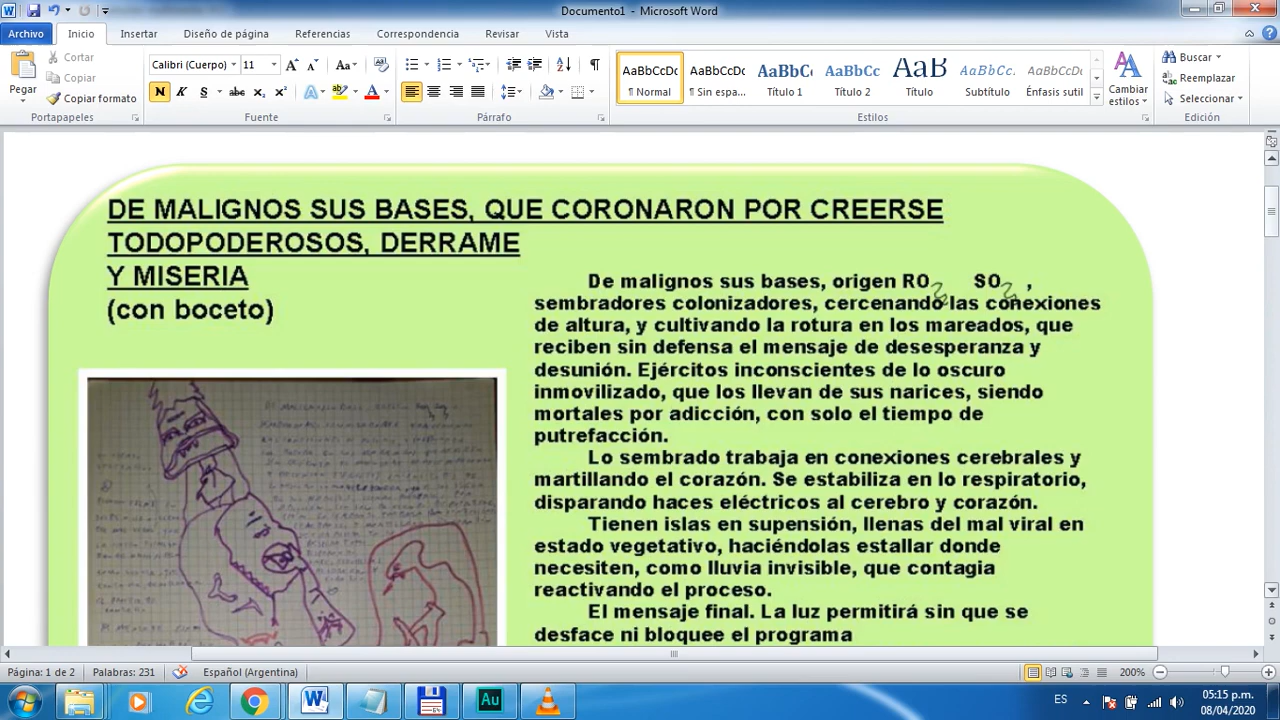 Documento1 - Microsoft Word
Archivo Inicio Insertar Diseño de página Referencias Correspondencia Revisar Vista
Pegar
Cortar
Copiar
Copiar formato
Calibri (Cuerpo) 11 Aa
N K S abc x₂ x² A A
AaBbCcDc AaBbCcDc AaBbC AaBbCc AaB AaBbCc. AaBbCcDc
¶ Normal ¶ Sin espa... Título 1 Título 2 Título Subtítulo Énfasis sutil
Cambiar estilos
Buscar
Reemplazar
Seleccionar
Portapapeles Fuente Párrafo Estilos Edición
DE MALIGNOS SUS BASES, QUE CORONARON POR CREERSE
TODOPODEROSOS, DERRAME
Y MISERIA
(con boceto)
De malignos sus bases, origen RO SO ,
sembradores colonizadores, cercenando las conexiones
de altura, y cultivando la rotura en los mareados, que
reciben sin defensa el mensaje de desesperanza y
desunión. Ejércitos inconscientes de lo oscuro
inmovilizado, que los llevan de sus narices, siendo
mortales por adicción, con solo el tiempo de
putrefacción.
Lo sembrado trabaja en conexiones cerebrales y
martillando el corazón. Se estabiliza en lo respiratorio,
disparando haces eléctricos al cerebro y corazón.
Tienen islas en supensión, llenas del mal viral en
estado vegetativo, haciéndolas estallar donde
necesiten, como lluvia invisible, que contagia
reactivando el proceso.
El mensaje final. La luz permitirá sin que se
desface ni bloquee el programa
Página: 1 de 2 Palabras: 231 Español (Argentina) 200%
Au
ES
05:15 p.m.
08/04/2020